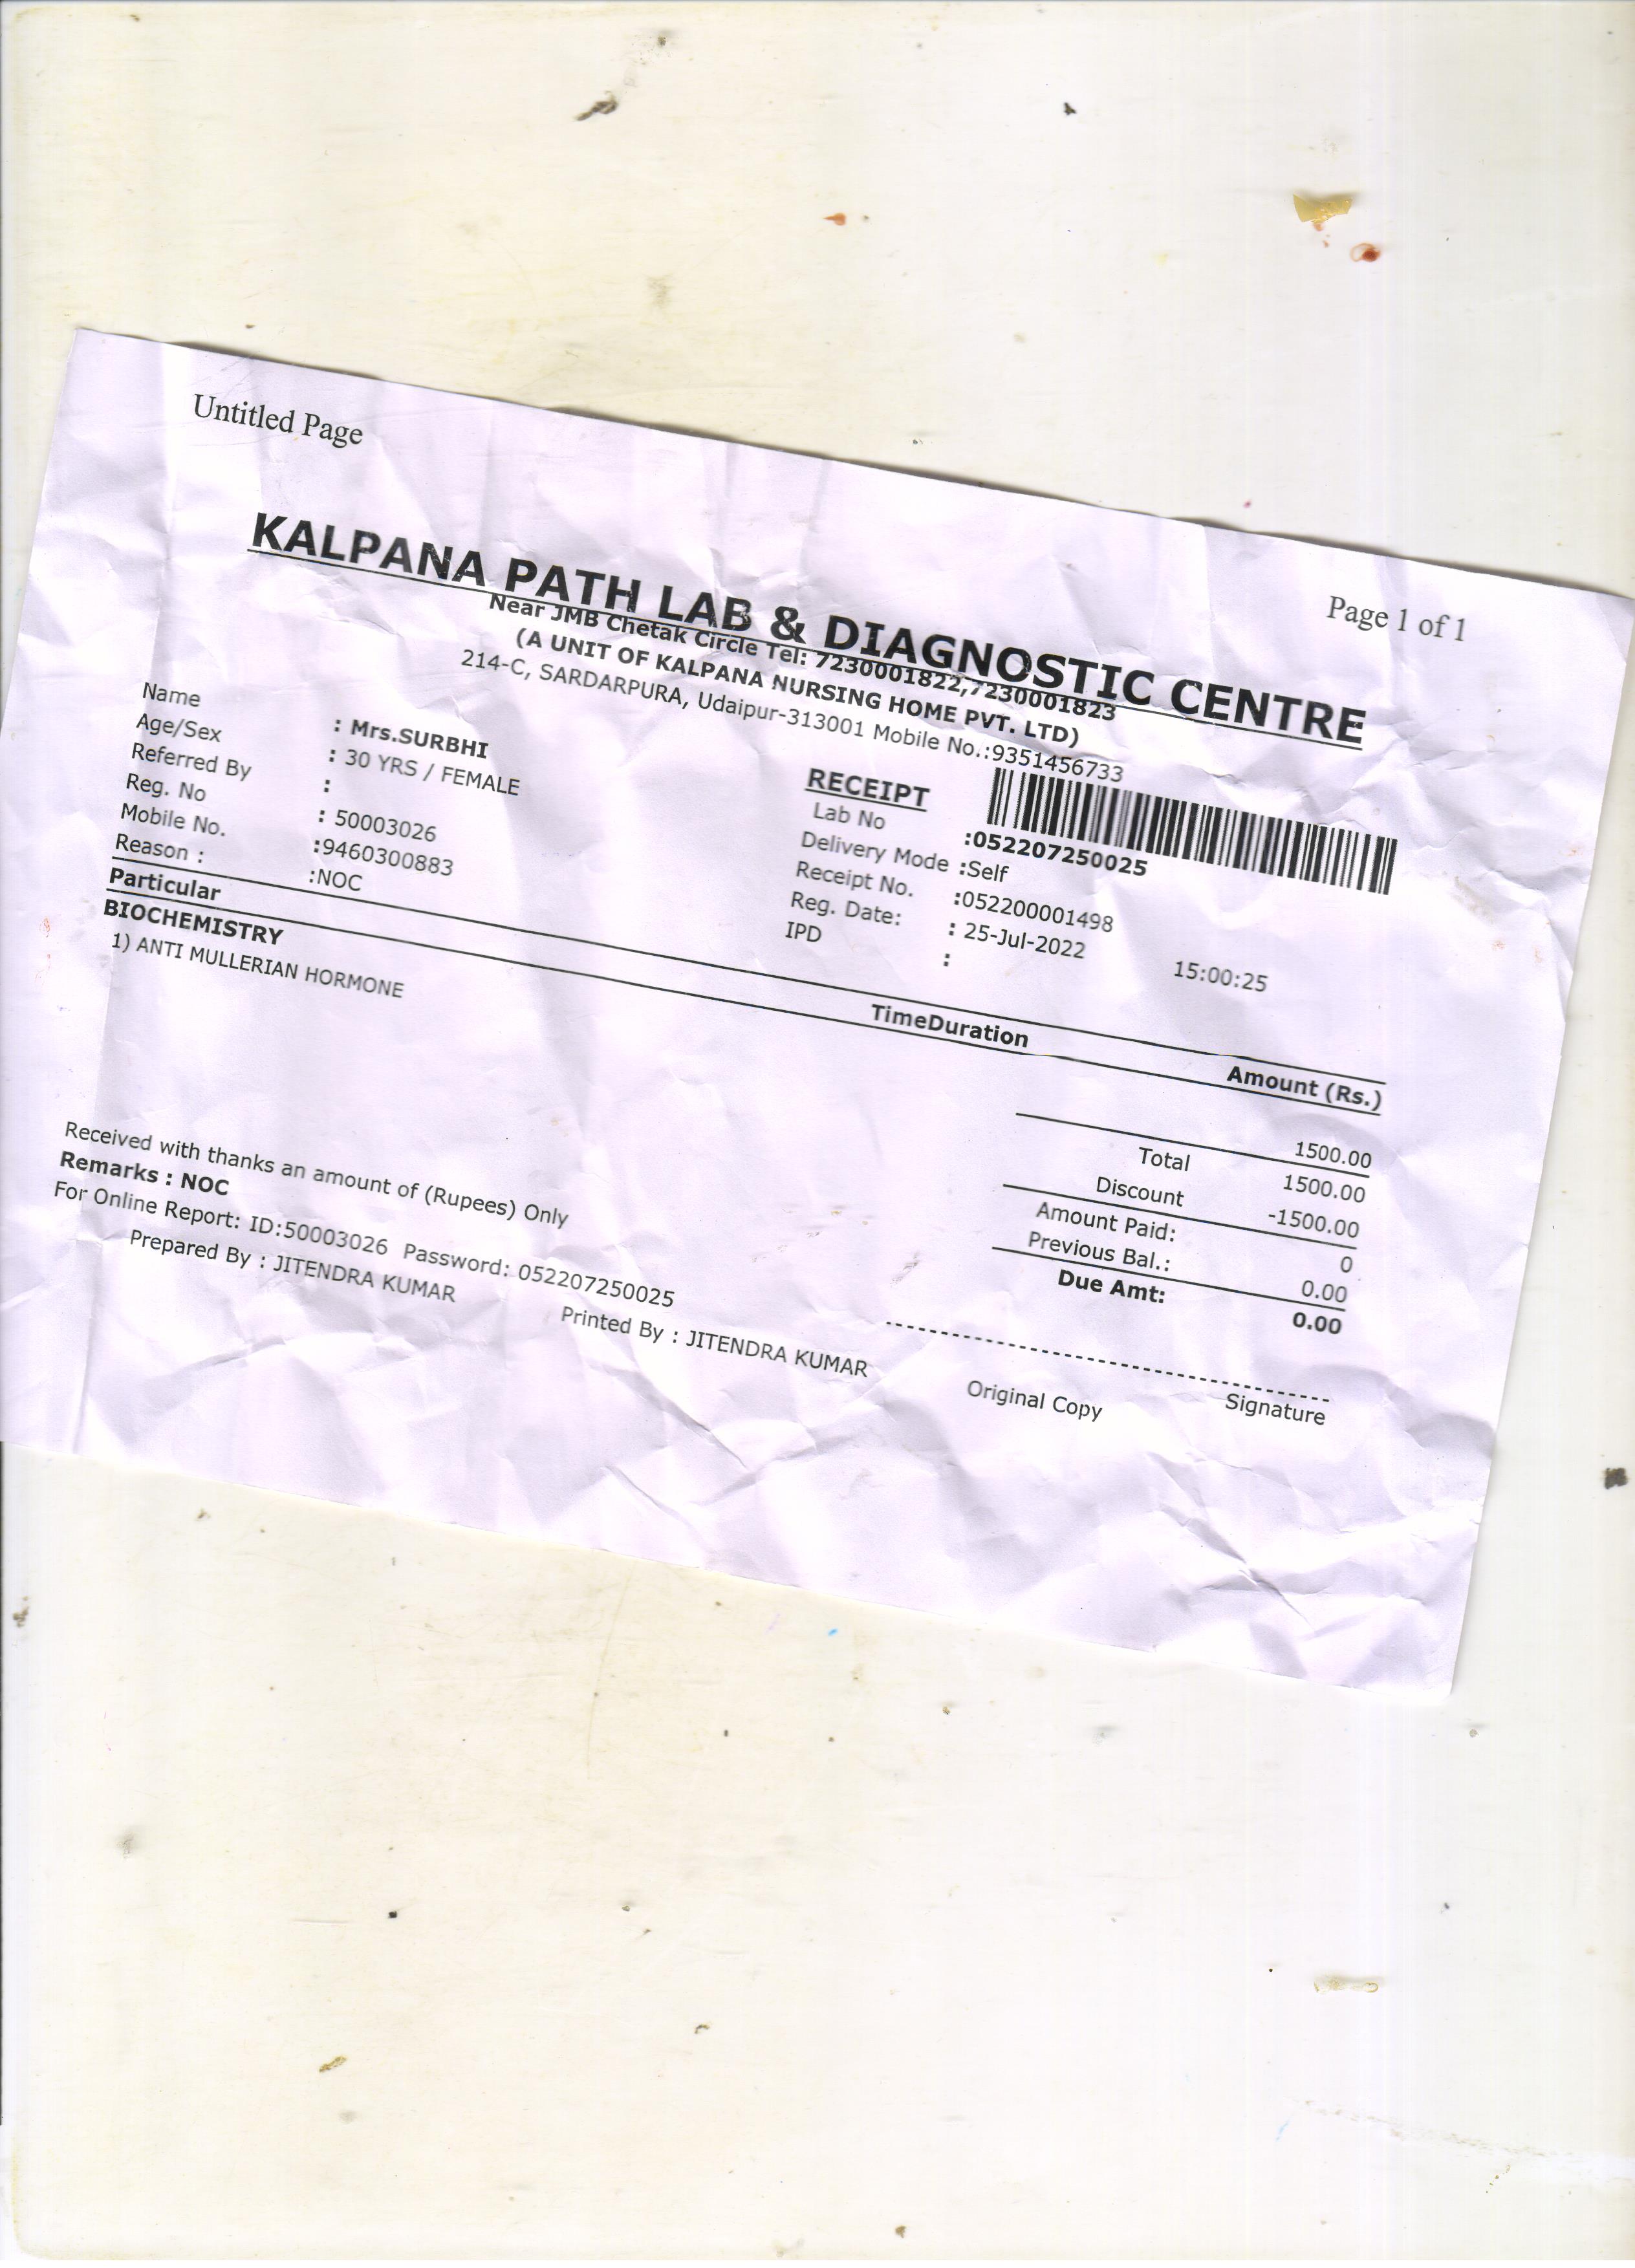 Untitled Page
Page 1 of 1
KALPANA PATH LAB & DIAGNOSTIC CENTRE
Near JMB Chetak Circle Tel: 7230001822,7230001823
(A UNIT OF KALPANA NURSING HOME PVT. LTD)
214-C, SARDARPURA, Udaipur-313001 Mobile No.:9351456733
RECEIPT
Name : Mrs.SURBHI
Age/Sex : 30 YRS / FEMALE
Referred By :
Reg. No : 50003026
Mobile No. :9460300883
Reason : :NOC
Lab No :052207250025
Delivery Mode :Self
Receipt No. :052200001498
Reg. Date: : 25-Jul-2022 15:00:25
IPD :
Particular TimeDuration Amount (Rs.)
BIOCHEMISTRY
1) ANTI MULLERIAN HORMONE 1500.00
Total 1500.00
Discount -1500.00
Amount Paid: 0
Previous Bal.: 0.00
Due Amt: 0.00
Received with thanks an amount of (Rupees) Only
Remarks : NOC
For Online Report: ID:50003026 Password: 052207250025
Prepared By : JITENDRA KUMAR Printed By : JITENDRA KUMAR
Original Copy Signature